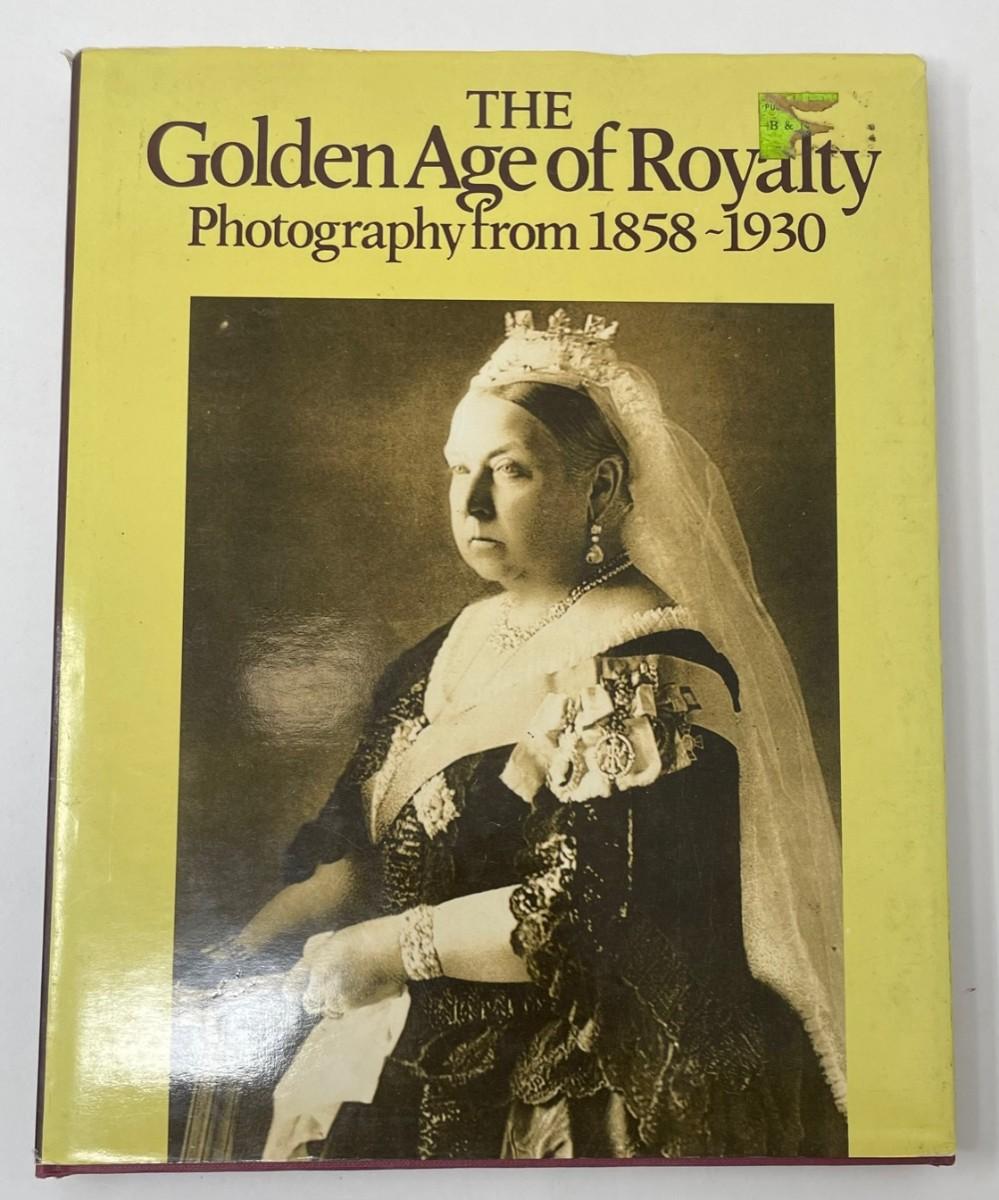 THE
Golden Age of Royalty
Photography from 1858~1930
B &